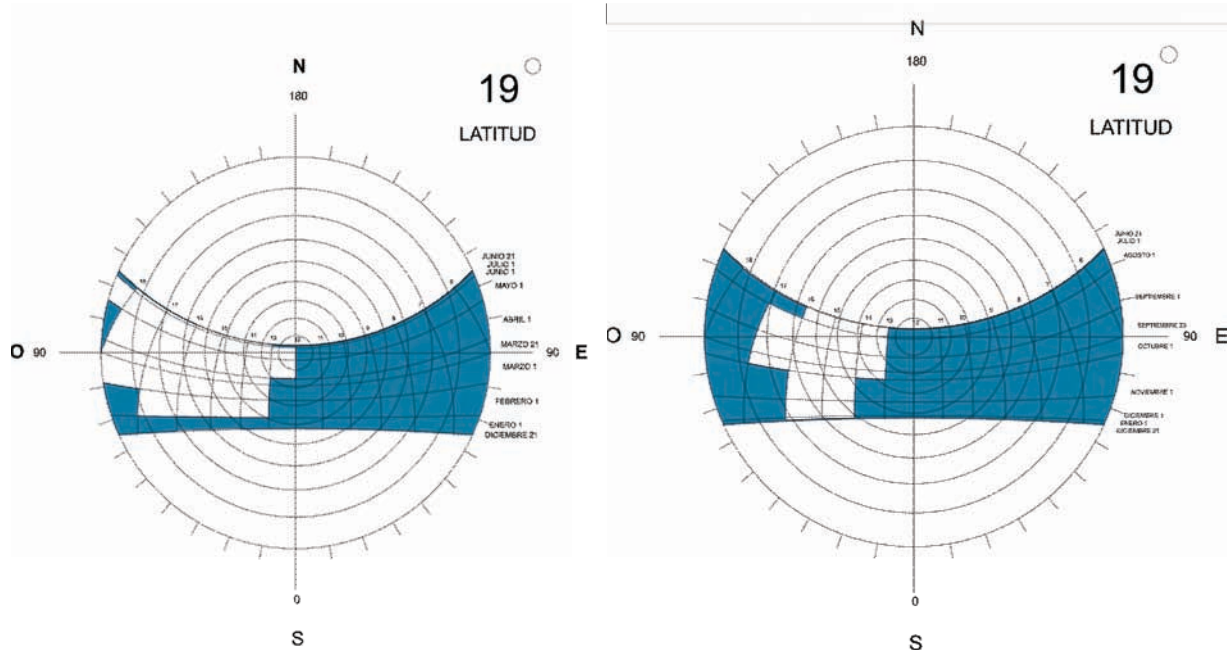 N
180
19°
LATITUD
JUNIO 21
JULIO 1
JUNIO 1
MAYO 1
ABRIL 1
MARZO 21
MARZO 1
FEBRERO 1
ENERO 1
DICIEMBRE 21
O 90
90 E
0
S
N
180
19°
LATITUD
JUNIO 21
JULIO 1
AGOSTO 1
SEPTIEMBRE 1
SEPTIEMBRE 23
OCTUBRE 1
NOVIEMBRE 1
DICIEMBRE 1
ENERO 1
DICIEMBRE 21
O 90
90 E
0
S